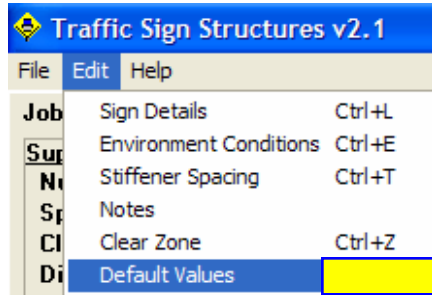 Traffic Sign Structures v2.1
File Edit Help
Job
Sign Details Ctrl+L
Environment Conditions Ctrl+E
Stiffener Spacing Ctrl+T
Notes
Clear Zone Ctrl+Z
Default Values